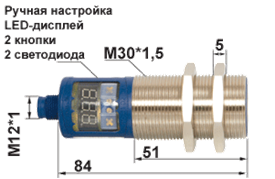 Ручная настройка
LED-дисплей
2 кнопки
2 светодиода
M30*1,5
5
M12*1
51
84